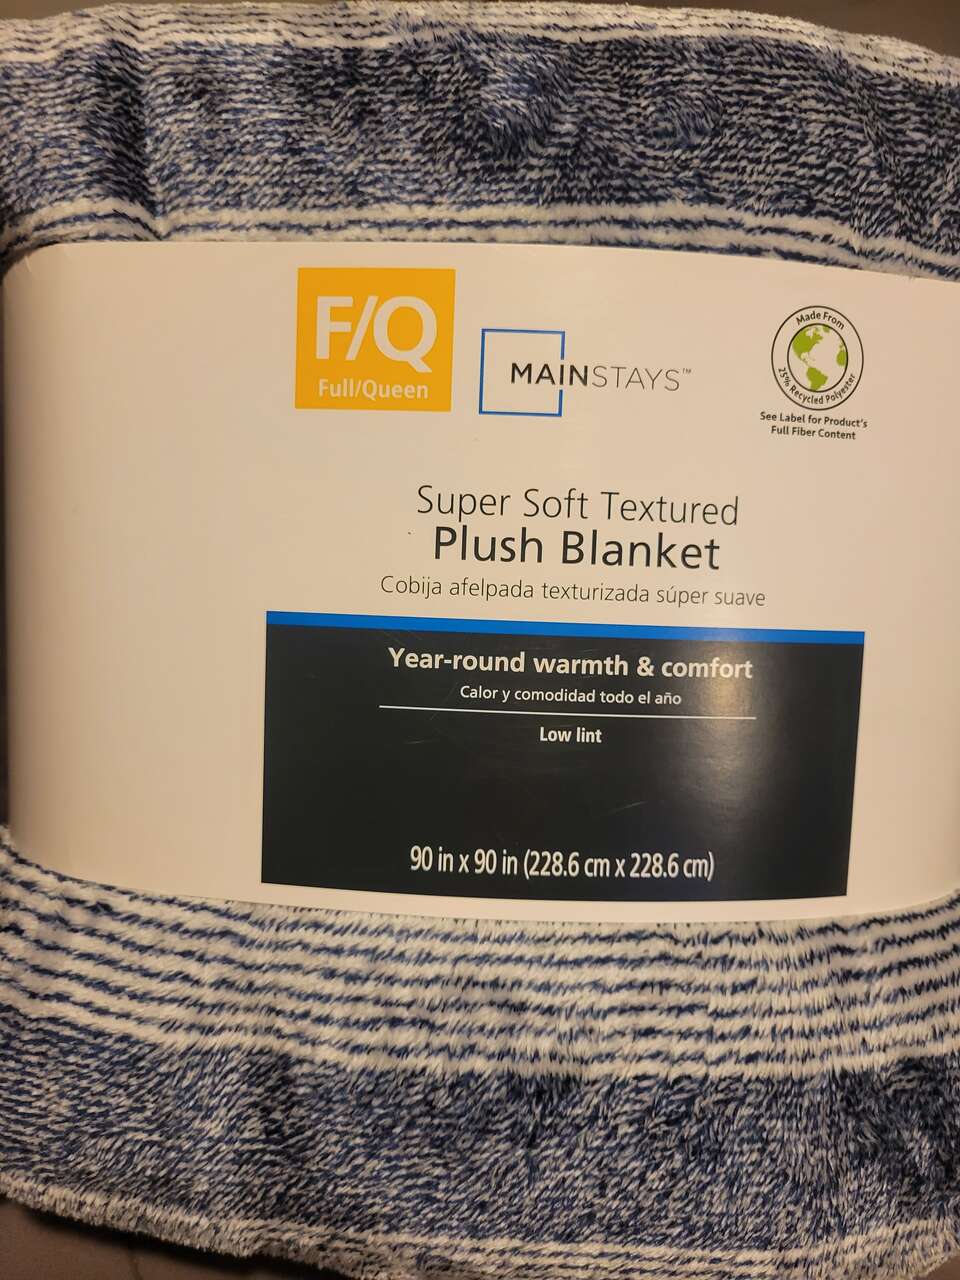 F/Q
Full/Queen
MAINSTAYS™
Made From
25% Recycled Polyester
See Label for Product's
Full Fiber Content
Super Soft Textured
Plush Blanket
Cobija afelpada texturizada súper suave
Year-round warmth & comfort
Calor y comodidad todo el año
Low lint
90 in x 90 in (228.6 cm x 228.6 cm)